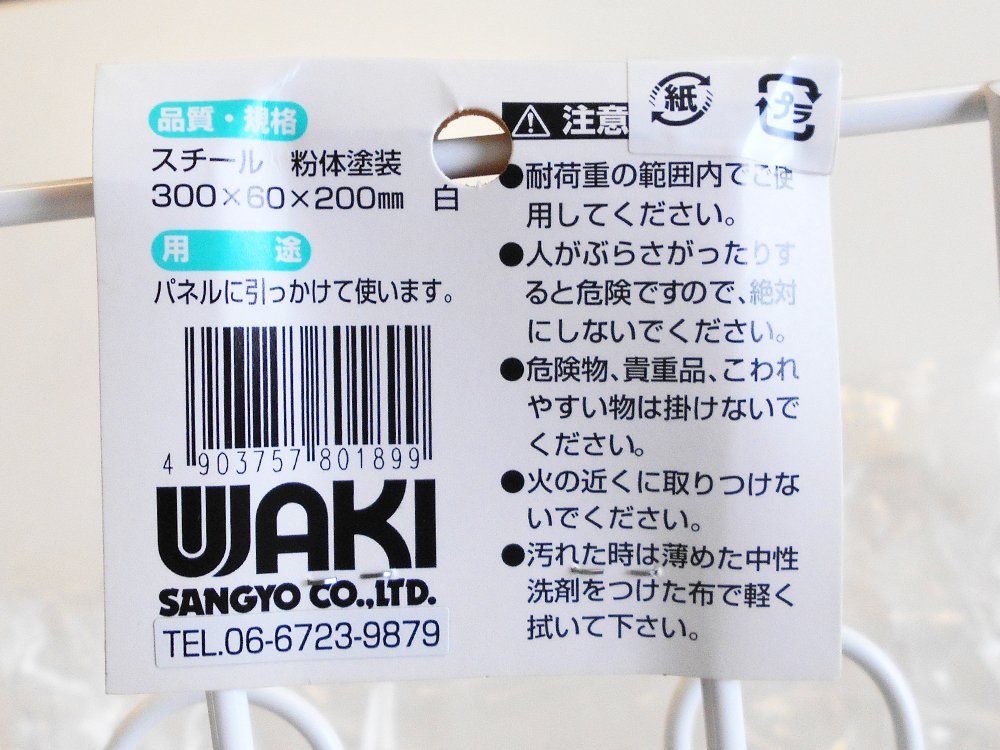 品質・規格
スチール 粉体塗装
300×60×200mm 白
用途
パネルに引っかけて使います。
4 903757 801899
WAKI
SANGYO CO.,LTD.
TEL.06-6723-9879
紙
プラ
注意
●耐荷重の範囲内でご使
用してください。
●人がぶらさがったりす
ると危険ですので、絶対
にしないでください。
●危険物、貴重品、こわれ
やすい物は掛けないで
ください。
●火の近くに取りつけな
いでください。
●汚れた時は薄めた中性
洗剤をつけた布で軽く
拭いて下さい。